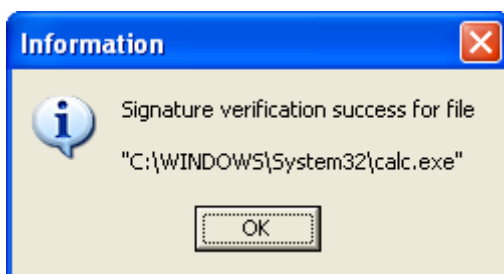 Information
Signature verification success for file
"C:\WINDOWS\System32\calc.exe"
OK